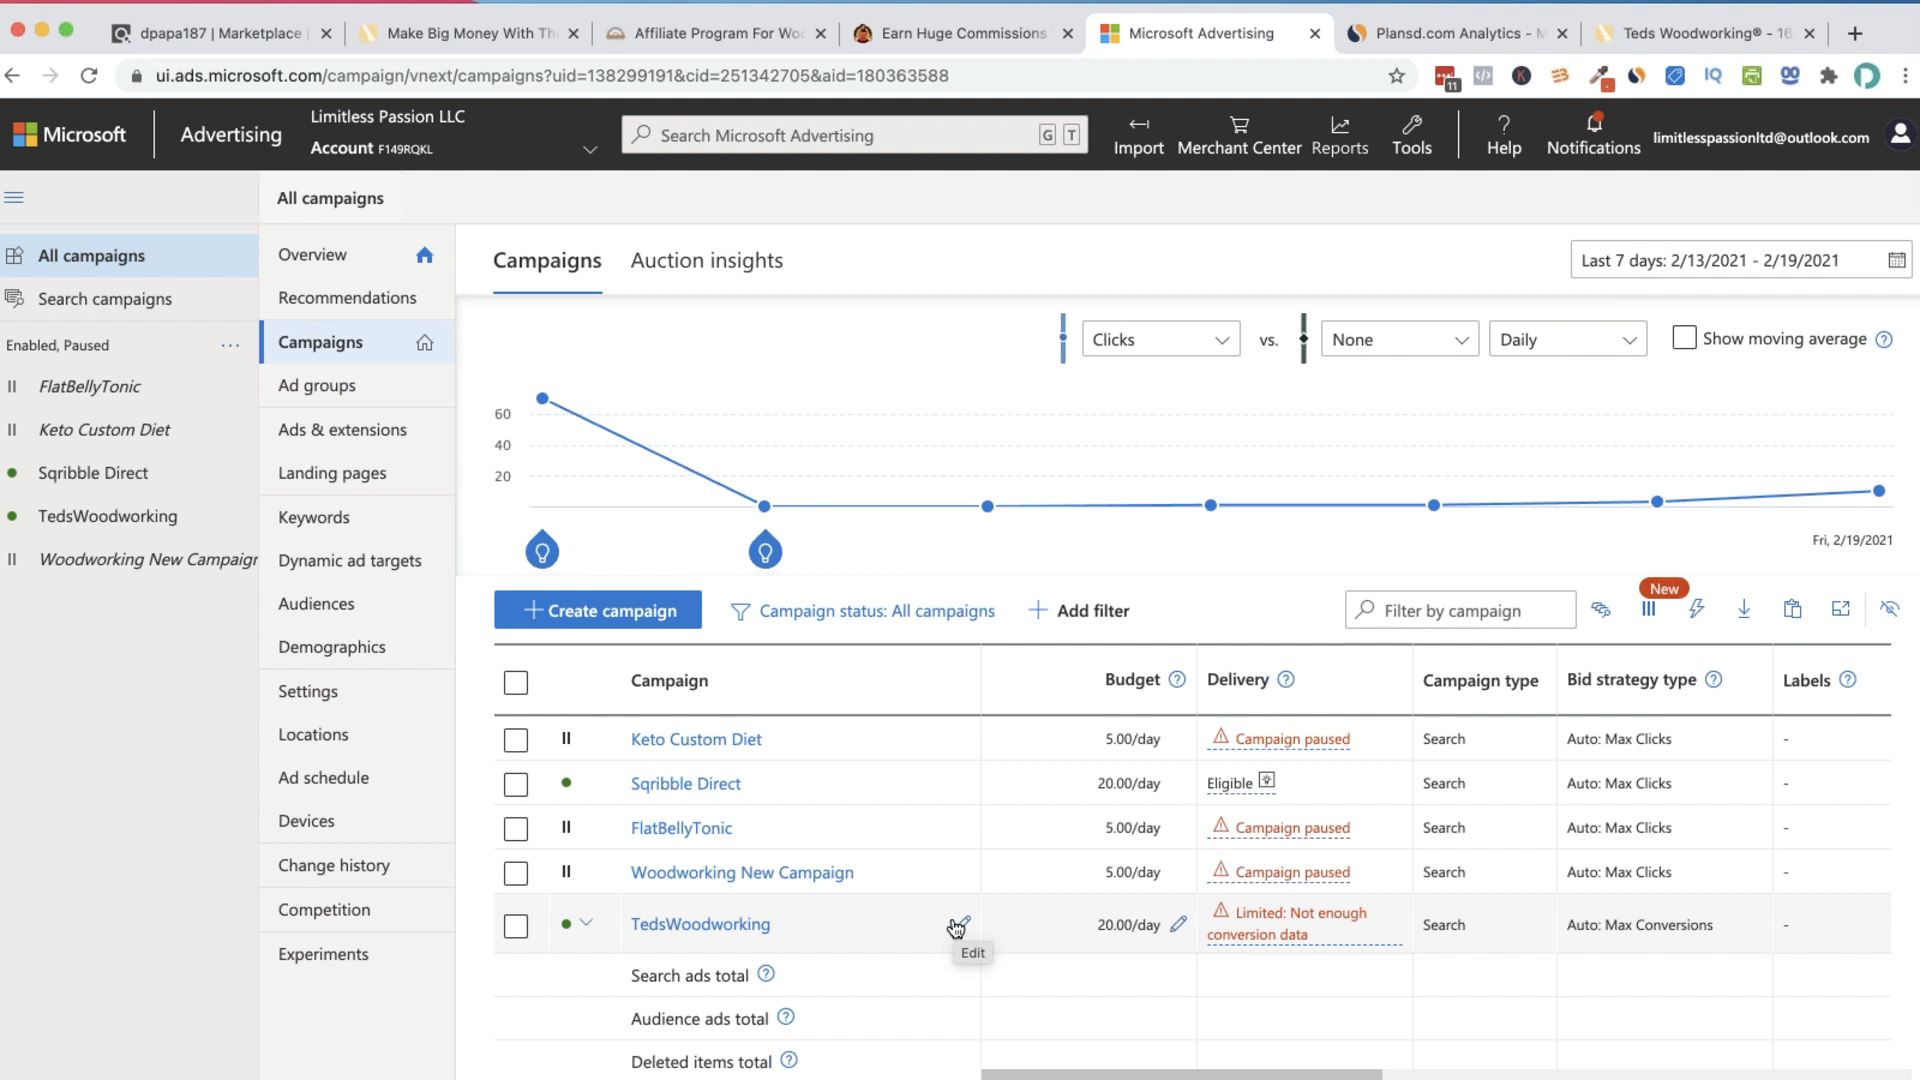 dpapa187 | Marketplace
Make Big Money With Th
Affiliate Program For Woo
Earn Huge Commissions
Microsoft Advertising
Plansd.com Analytics - M
Teds Woodworking® - 16,
ui.ads.microsoft.com/campaign/vnext/campaigns?uid=138299191&cid=251342705&aid=180363588
11
K
IQ
Microsoft
Advertising
Limitless Passion LLC
Account F149RQKL
Search Microsoft Advertising
G T
Import
Merchant Center
Reports
Tools
Help
Notifications
limitlesspassionltd@outlook.com
All campaigns
Search campaigns
Enabled, Paused
...
FlatBellyTonic
Keto Custom Diet
Sqribble Direct
TedsWoodworking
Woodworking New Campaign
All campaigns
Overview
Recommendations
Campaigns
Ad groups
Ads & extensions
Landing pages
Keywords
Dynamic ad targets
Audiences
Demographics
Settings
Locations
Ad schedule
Devices
Change history
Competition
Experiments
Campaigns
Auction insights
Last 7 days: 2/13/2021 - 2/19/2021
Clicks
vs.
None
Daily
Show moving average
60
40
20
Fri, 2/19/2021
Create campaign
Campaign status: All campaigns
Add filter
Filter by campaign
New
Campaign Budget Delivery Campaign type Bid strategy type Labels
Keto Custom Diet 5.00/day Campaign paused Search Auto: Max Clicks -
Sqribble Direct 20.00/day Eligible Search Auto: Max Clicks -
FlatBellyTonic 5.00/day Campaign paused Search Auto: Max Clicks -
Woodworking New Campaign 5.00/day Campaign paused Search Auto: Max Clicks -
TedsWoodworking 20.00/day Limited: Not enough conversion data Search Auto: Max Conversions -
Edit
Search ads total
Audience ads total
Deleted items total